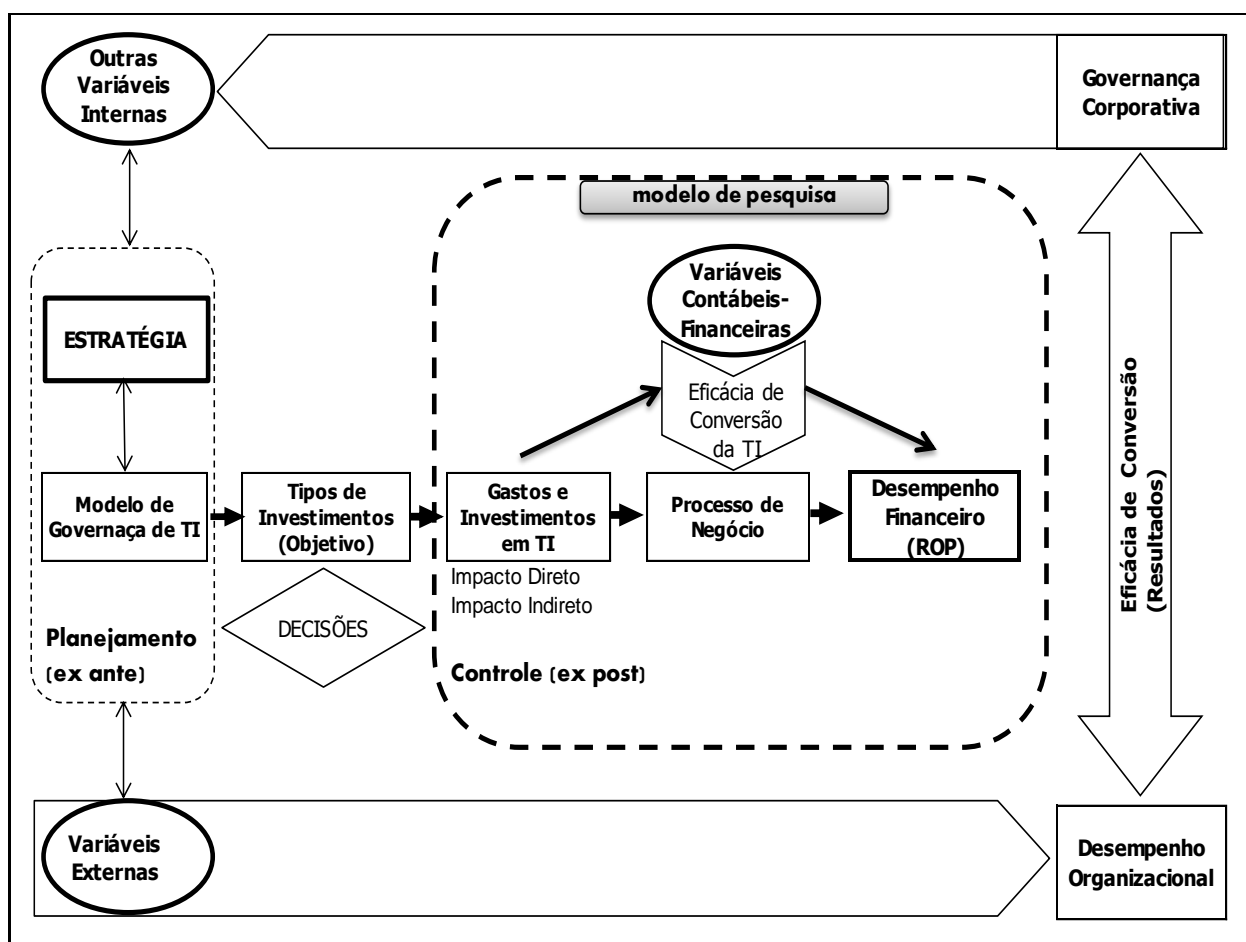 Outras
Variáveis
Internas
Governança
Corporativa
modelo de pesquisa
Variáveis
Contábeis-
Financeiras
ESTRATÉGIA
Eficácia de
Conversão
da TI
Modelo de
Governaça de TI
Tipos de
Investimentos
(Objetivo)
Gastos e
Investimentos
em TI
Processo de
Negócio
Desempenho
Financeiro
(ROP)
Impacto Direto
Impacto Indireto
DECISÕES
Planejamento
(ex ante)
Controle (ex post)
Eficácia de Conversão
(Resultados)
Variáveis
Externas
Desempenho
Organizacional